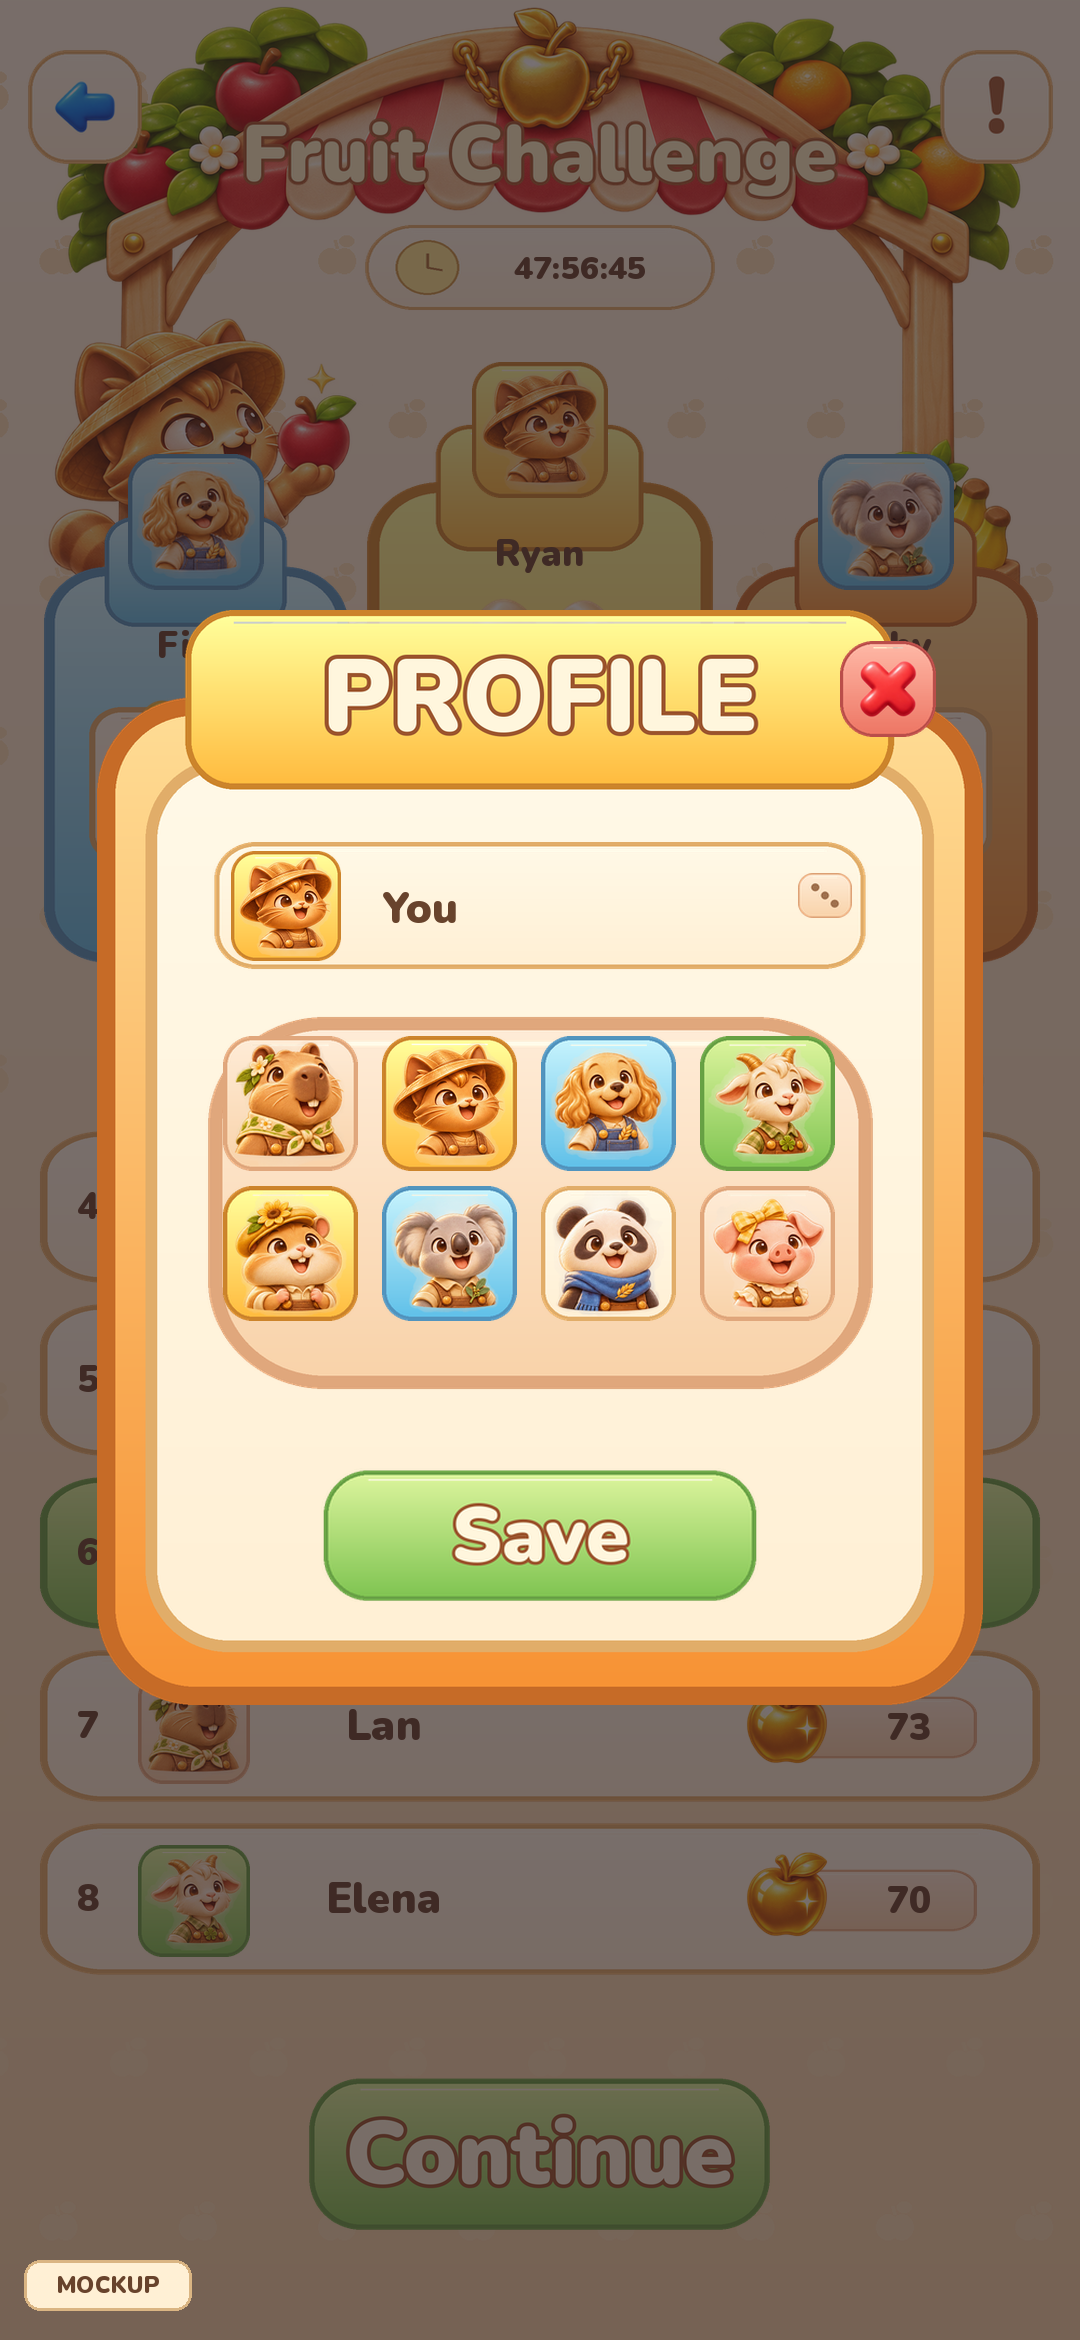 Fruit Challenge
47:56:45
Ryan
PROFILE
You
4
5
6
Save
7 Lan 73
8 Elena 70
Continue
MOCKUP